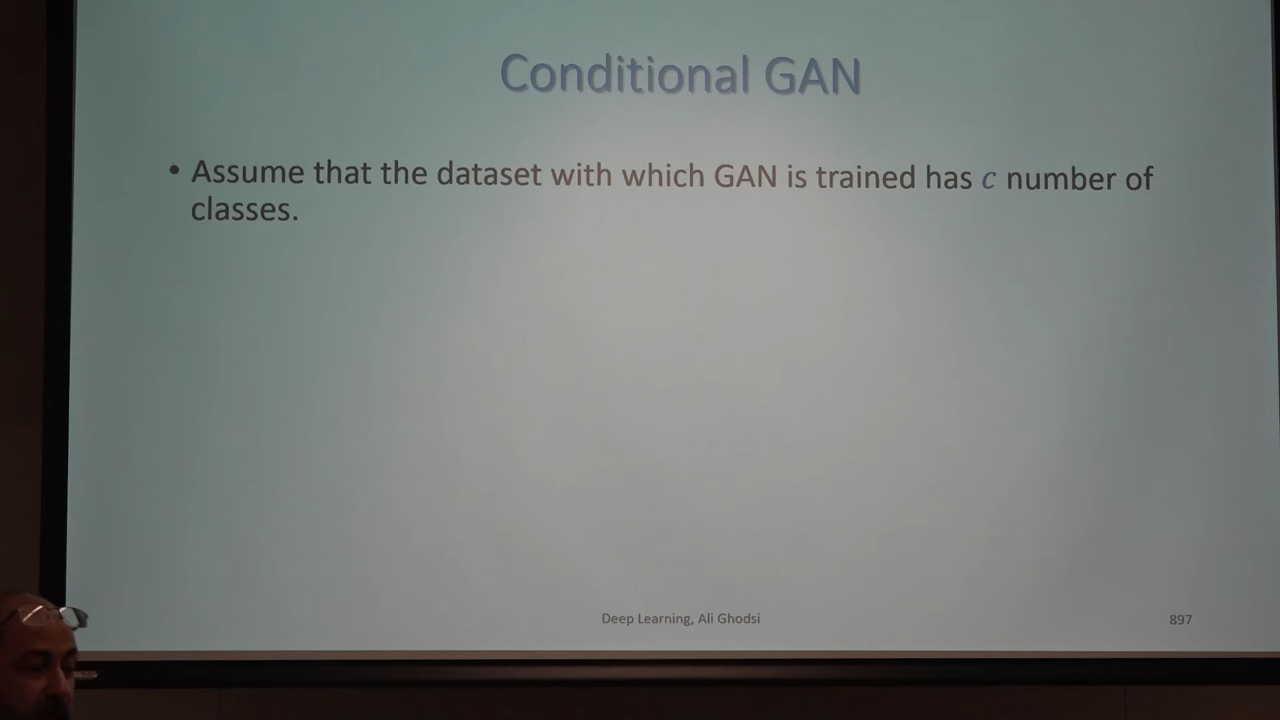 Conditional GAN
• Assume that the dataset with which GAN is trained has c number of
classes.
Deep Learning, Ali Ghodsi
897